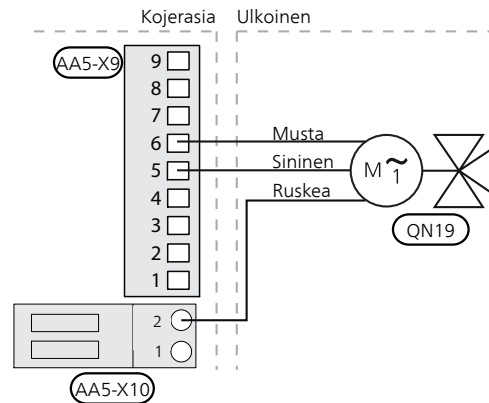 Kojerasia Ulkoinen
AA5-X9
9
8
7
6 Musta
5 Sininen
M ~ 1
4 Ruskea
3
QN19
2
1
2
1
AA5-X10